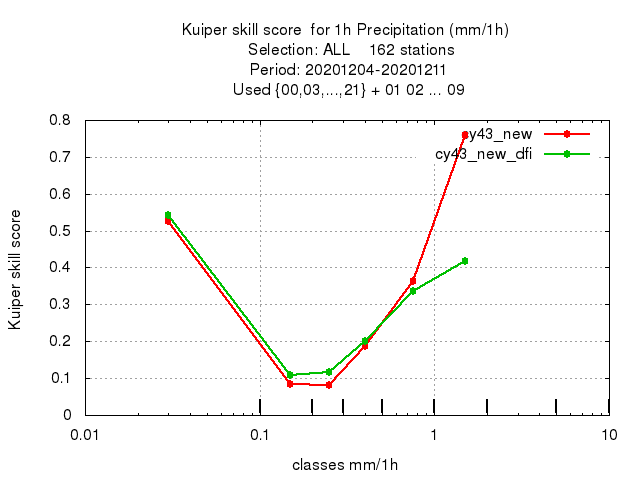 Kuiper skill score  for 1h Precipitation (mm/1h)
Selection: ALL    162 stations
Period: 20201204-20201211
Used {00,03,...,21} + 01 02 ... 09
0.8
y43_new
cy43_new_dfi
0.7
0.6
0.5
0.4
0.3
0.2
0.1
0
Kuiper skill score
0.01
0.1
1
10
classes mm/1h